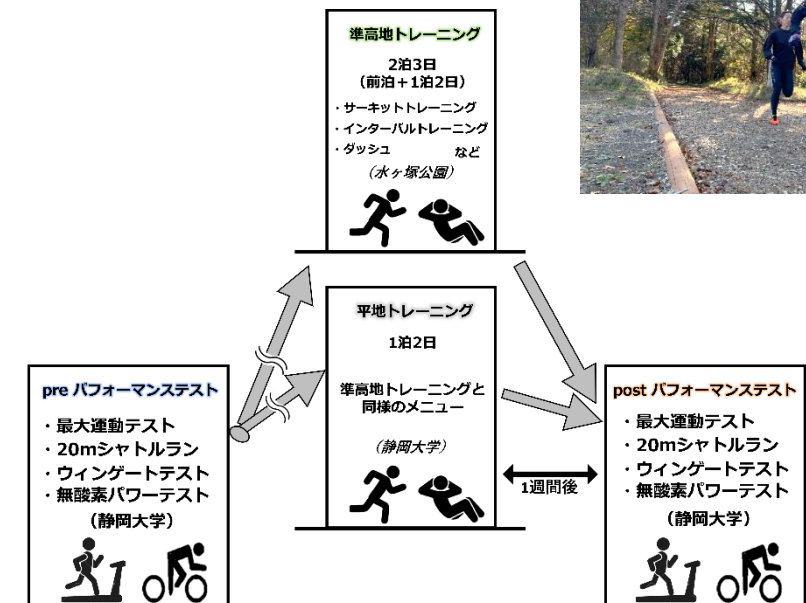 準高地トレーニング
2泊3日
(前泊+1泊2日)
・サーキットトレーニング
・インターバルトレーニング
・ダッシュ など
(水ヶ塚公園)
平地トレーニング
1泊2日
準高地トレーニングと
同様のメニュー
(静岡大学)
pre パフォーマンステスト
・最大運動テスト
・20mシャトルラン
・ウィンゲートテスト
・無酸素パワーテスト
(静岡大学)
1週間後
post パフォーマンステスト
・最大運動テスト
・20mシャトルラン
・ウィンゲートテスト
・無酸素パワーテスト
(静岡大学)